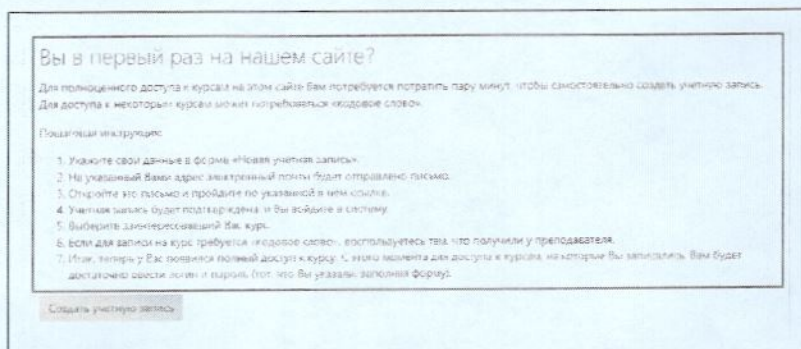 Вы в первый раз на нашем сайте?
Для полноценного доступа к курсам на этом сайте Вам потребуется потратить пару минут, чтобы самостоятельно создать учетную запись.
Для доступа к некоторым курсам может потребоваться «кодовое слово».
Пошаговая инструкция:
1. Укажите свои данные в форме «Новая учетная запись».
2. На указанный Вами адрес электронной почты будет отправлено письмо.
3. Откройте это письмо и пройдите по указанной в нем ссылке.
4. Учетная запись будет подтверждена, и Вы войдите в систему.
5. Выберите заинтересовавший Вас курс.
6. Если для записи на курс требуется «кодовое слово», воспользуетесь тем, что получили у преподавателя.
7. Итак, теперь у Вас появился полный доступ к курсу. С этого момента для доступа к курсам, на которые Вы записались, Вам будет
достаточно ввести логин и пароль (тот, что Вы указали, заполняя форму).
Создать учетную запись